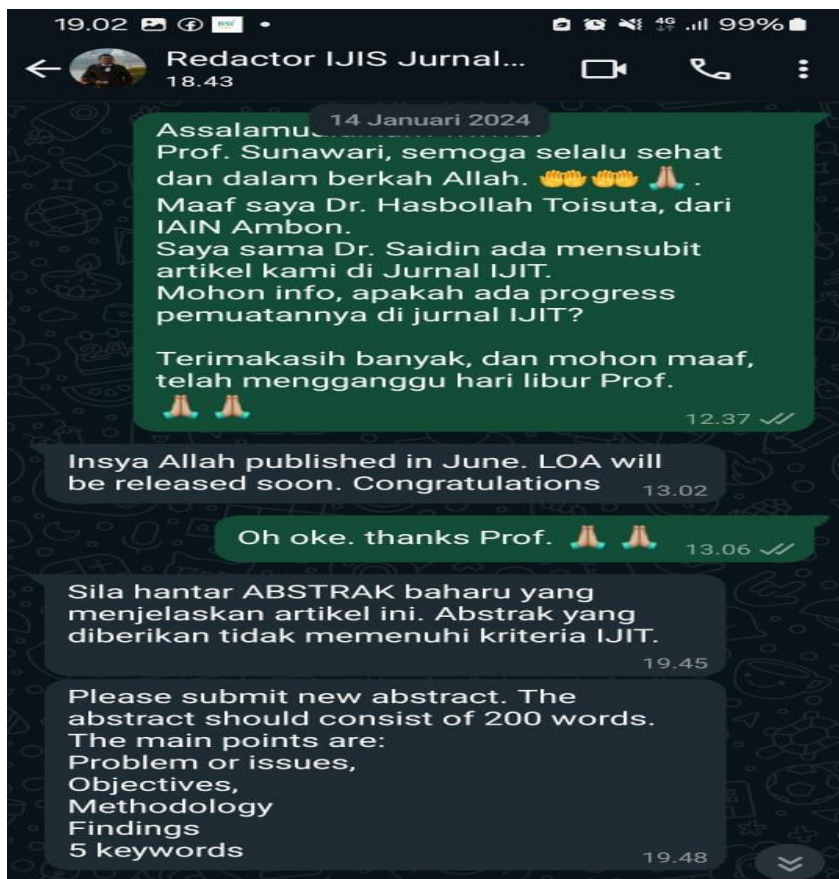 19.02
BSI
4G
99%
Redactor IJIS Jurnal...
18.43
14 Januari 2024
Prof. Sunawari, semoga selalu sehat
dan dalam berkah Allah.
Maaf saya Dr. Hasbollah Toisuta, dari
IAIN Ambon.
Saya sama Dr. Saidin ada mensubit
artikel kami di Jurnal IJIT.
Mohon info, apakah ada progress
pemuatannya di jurnal IJIT?
Terimakasih banyak, dan mohon maaf,
telah mengganggu hari libur Prof.
12.37
Insya Allah published in June. LOA will
be released soon. Congratulations
13.02
Oh oke. thanks Prof.
13.06
Sila hantar ABSTRAK baharu yang
menjelaskan artikel ini. Abstrak yang
diberikan tidak memenuhi kriteria IJIT.
19.45
Please submit new abstract. The
abstract should consist of 200 words.
The main points are:
Problem or issues,
Objectives,
Methodology
Findings
5 keywords
19.48